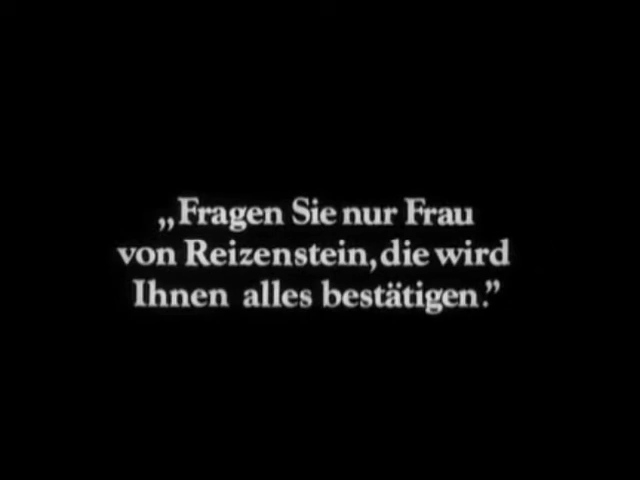 „Fragen Sie nur Frau
von Reizenstein, die wird
Ihnen alles bestätigen.”